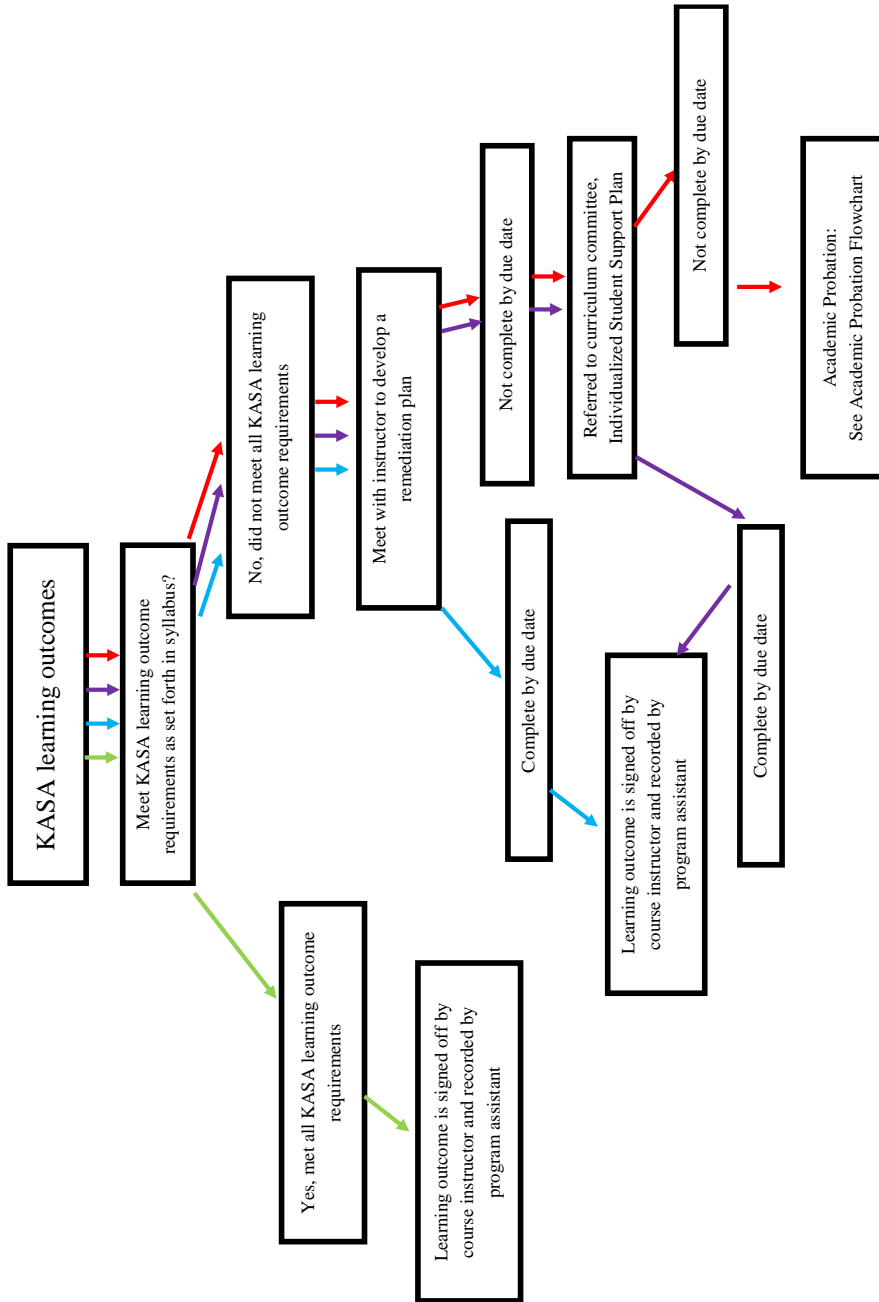 KASA learning outcomes
Meet KASA learning outcome
requirements as set forth in syllabus?
Yes, met all KASA learning outcome
requirements
Learning outcome is signed off by
course instructor and recorded by
program assistant
No, did not meet all KASA learning
outcome requirements
Meet with instructor to develop a
remediation plan
Complete by due date
Learning outcome is signed off by
course instructor and recorded by
program assistant
Not complete by due date
Referred to curriculum committee,
Individualized Student Support Plan
Complete by due date
Not complete by due date
Academic Probation:
See Academic Probation Flowchart